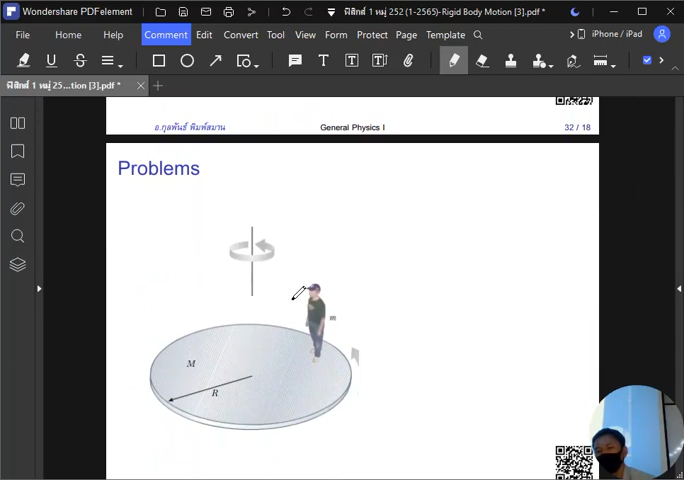 Wondershare PDFelement
ฟิสิกส์ 1 หมู่ 252 (1-2565)- Rigid Body Motion [3].pdf *
File
Home
Comment
Edit
Convert
Tool
View
Form
Protect
Page
Template
iPhone / iPad
ฟิสิกส์ 1 หมู่ 25...tion [3].pdf *
อ.กุลพันธ์ พิมพ์สมาน
General Physics I
32 / 18
Problems
m
M
R